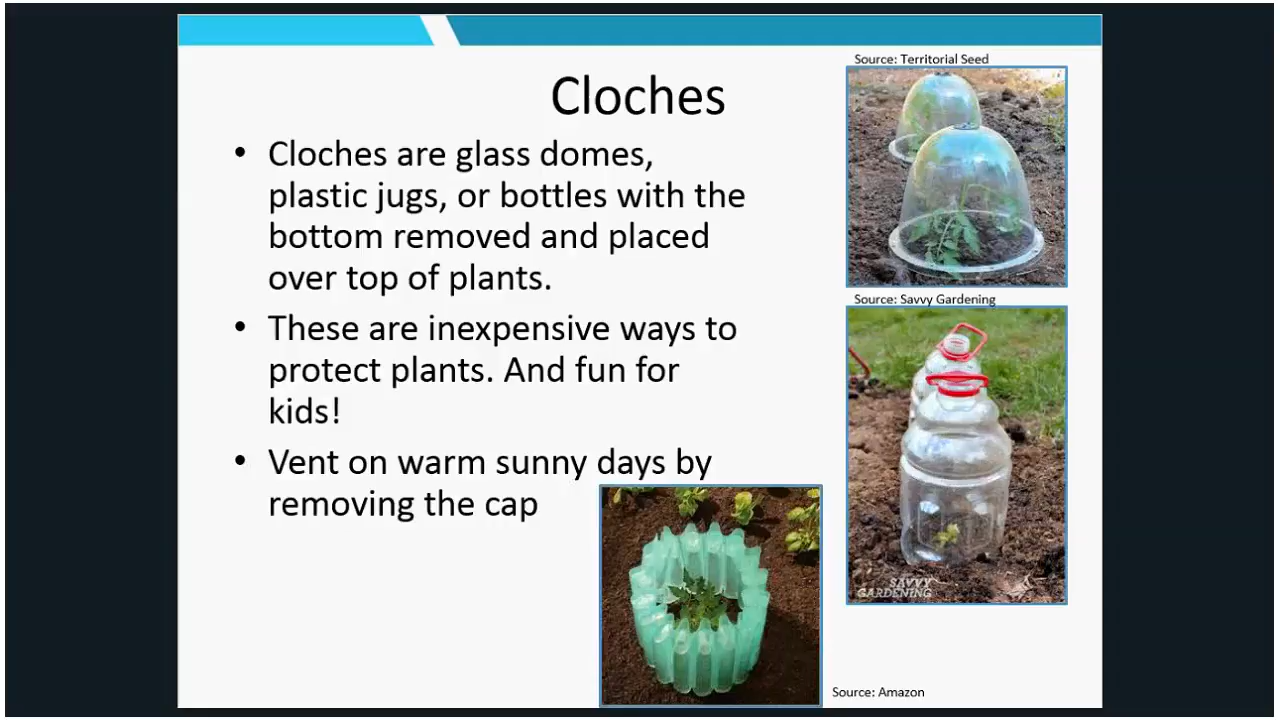 Source: Territorial Seed
Cloches
• Cloches are glass domes,
plastic jugs, or bottles with the
bottom removed and placed
over top of plants.
• These are inexpensive ways to
protect plants. And fun for
kids!
• Vent on warm sunny days by
removing the cap
Source: Savvy Gardening
SAVVY
GARDENING
Source: Amazon